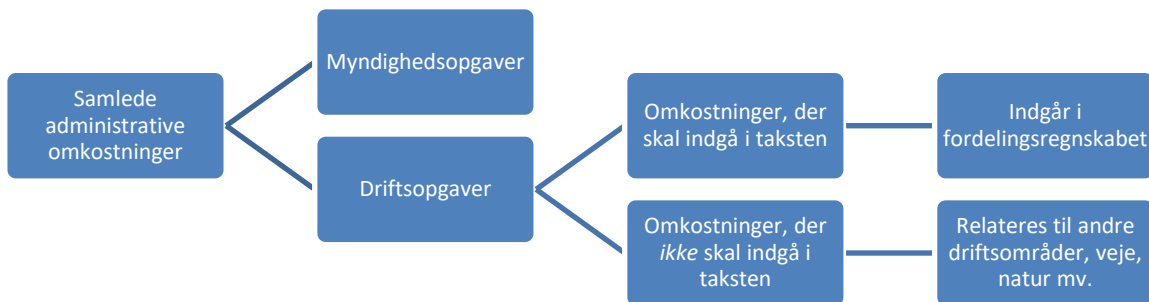 Samlede
administrative
omkostninger
Myndighedsopgaver
Driftsopgaver
Omkostninger, der
skal indgå i taksten
Indgår i
fordelingsregnskabet
Omkostninger, der
ikke skal indgå i
taksten
Relateres til andre
driftsområder, veje,
natur mv.